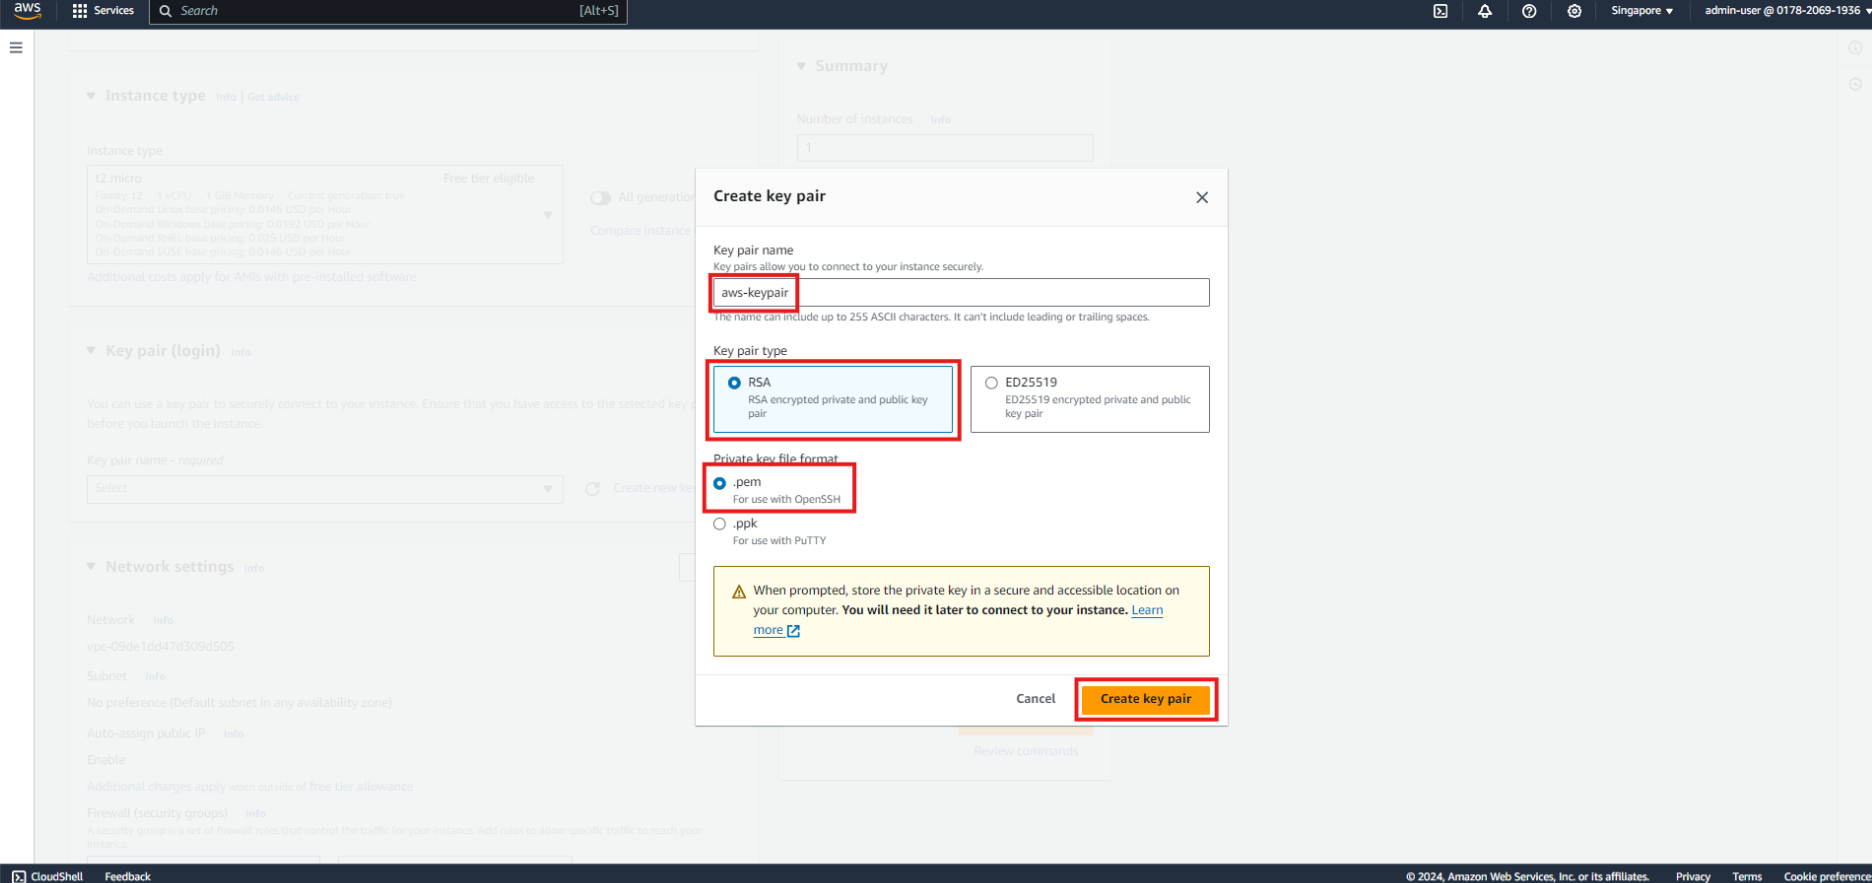 aws
Services
Search
[Alt+S]
Singapore
admin-user @ 0178-2069-1936
Instance type
Info | Get advice
Instance type
t2.micro
Free tier eligible
Family: t2 1 vCPU 1 GiB Memory Current generation: true
On-Demand Linux base pricing: 0.0146 USD per Hour
On-Demand Windows base pricing: 0.0192 USD per Hour
On-Demand RHEL base pricing: 0.029 USD per Hour
On-Demand SUSE base pricing: 0.0146 USD per Hour
All generation
Compare instance
Additional costs apply for AMIs with pre-installed software
Key pair (login) Info
You can use a key pair to securely connect to your instance. Ensure that you have access to the selected key p
before you launch the instance.
Key pair name - required
Select
Create new key
Network settings Info
Network Info
vpc-09de1dd47d309d505
Subnet Info
No preference (Default subnet in any availability zone)
Auto-assign public IP Info
Enable
Additional charges apply when outside of free tier allowance
Firewall (security groups) Info
A security group is a set of firewall rules that control the traffic for your instance. Add rules to allow specific traffic to reach your
instance.
Summary
Number of instances Info
1
Create key pair
Key pair name
Key pairs allow you to connect to your instance securely.
aws-keypair
The name can include up to 255 ASCII characters. It can't include leading or trailing spaces.
Key pair type
RSA
RSA encrypted private and public key
pair
ED25519
ED25519 encrypted private and public
key pair
Private key file format
.pem
For use with OpenSSH
.ppk
For use with PuTTY
When prompted, store the private key in a secure and accessible location on
your computer. You will need it later to connect to your instance. Learn
more
Cancel
Create key pair
Review commands
CloudShell
Feedback
© 2024, Amazon Web Services, Inc. or its affiliates.
Privacy
Terms
Cookie preference